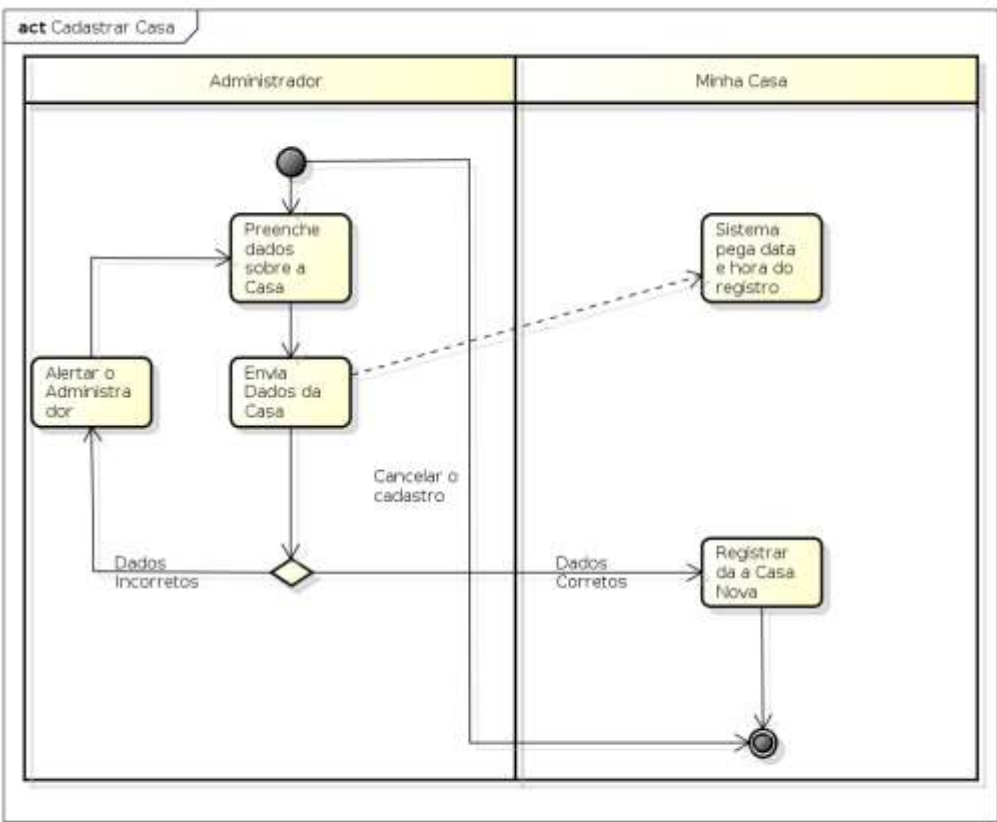 act Cadastrar Casa
Administrador
Minha Casa
Preenche
dados
sobre a
Casa
Sistema
pega data
e hora do
registro
Alertar o
Administra
dor
Envia
Dados da
Casa
Cancelar o
cadastro
Dados
Incorretos
Dados
Corretos
Registrar
da a Casa
Nova